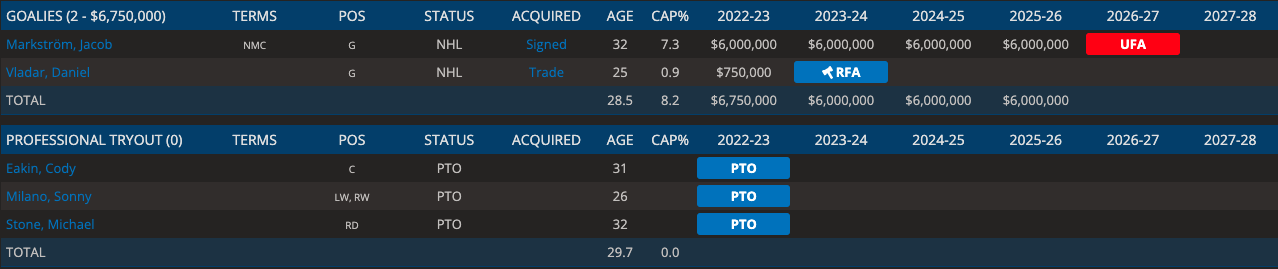 GOALIES (2 - $6,750,000) TERMS POS STATUS ACQUIRED AGE CAP% 2022-23 2023-24 2024-25 2025-26 2026-27 2027-28
Markström, Jacob NMC G NHL Signed 32 7.3 $6,000,000 $6,000,000 $6,000,000 $6,000,000 UFA
Vladar, Daniel G NHL Trade 25 0.9 $750,000 RFA
TOTAL 28.5 8.2 $6,750,000 $6,000,000 $6,000,000 $6,000,000
PROFESSIONAL TRYOUT (0) TERMS POS STATUS ACQUIRED AGE CAP% 2022-23 2023-24 2024-25 2025-26 2026-27 2027-28
Eakin, Cody C PTO 31 PTO
Milano, Sonny LW, RW PTO 26 PTO
Stone, Michael RD PTO 32 PTO
TOTAL 29.7 0.0